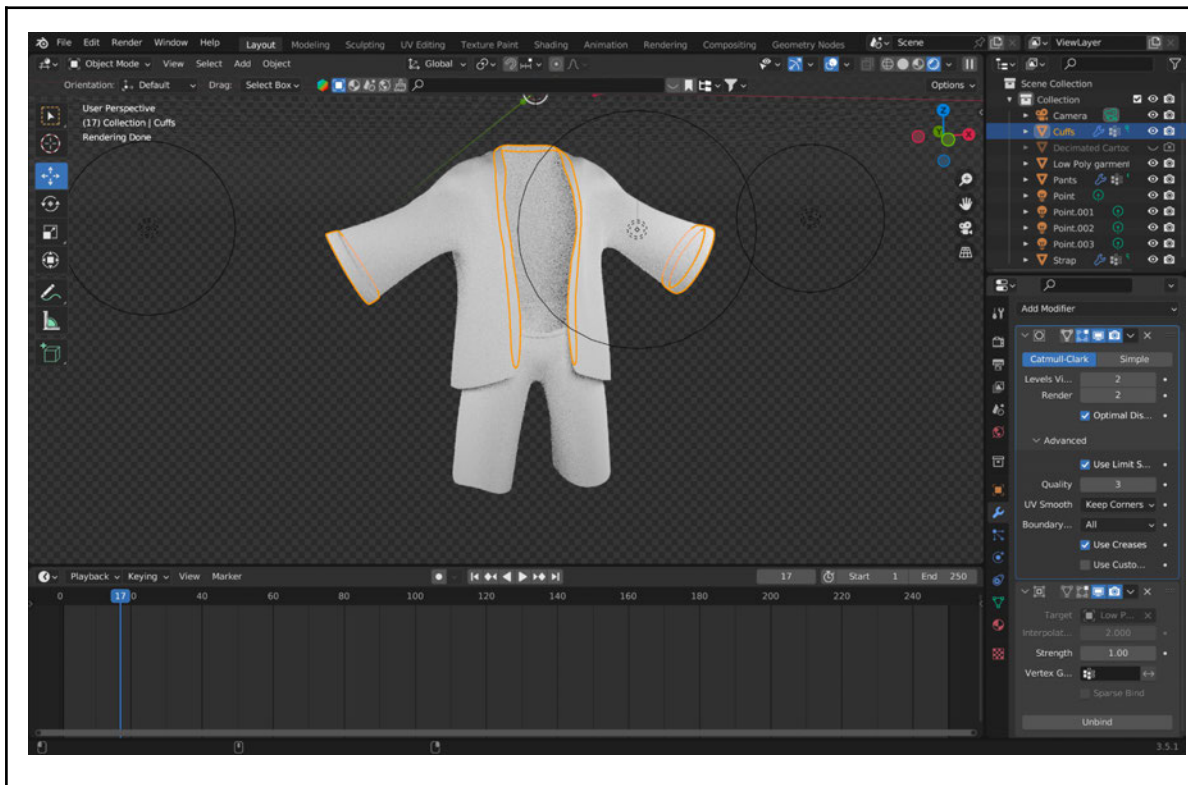 File Edit Render Window Help Layout Modeling Sculpting UV Editing Texture Paint Shading Animation Rendering Compositing Geometry Nodes Scene ViewLayer
Object Mode View Select Add Object Global
Orientation: Default Drag: Select Box Options
User Perspective
(17) Collection | Cuffs
Rendering Done
Z
Y
X
Scene Collection
Collection
Camera
Cuffs
Decimated Cartoc
Low Poly garment
Pants
Point
Point.001
Point.002
Point.003
Strap
Add Modifier
Catmull-Clark Simple
Levels Vi... 2
Render 2
Optimal Dis...
Advanced
Use Limit S...
Quality 3
UV Smooth Keep Corners
Boundary... All
Use Creases
Use Custo...
Target Low P...
Interpolat... 2.000
Strength 1.00
Vertex G...
Sparse Bind
Unbind
Playback Keying View Marker 17 Start 1 End 250
0 17 40 60 80 100 120 140 160 180 200 220 240
3.5.1